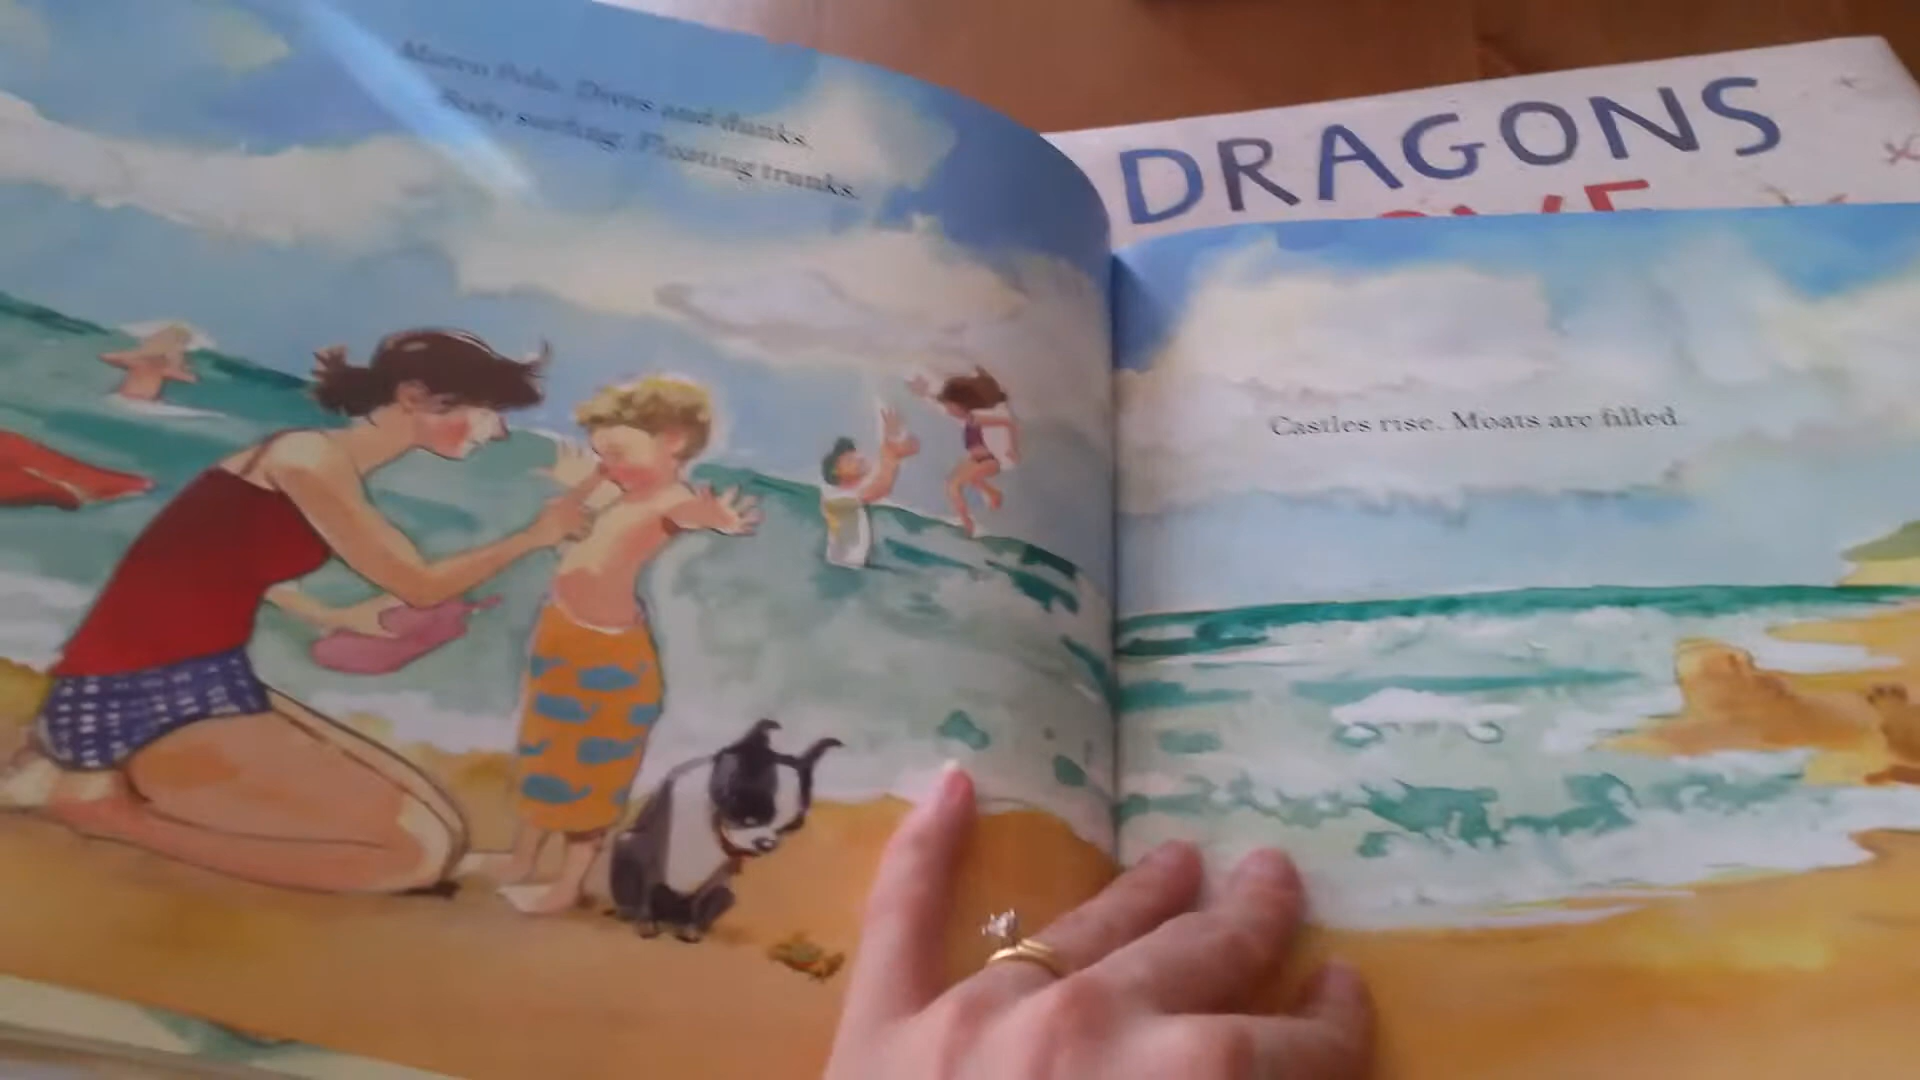 Marco Polo. Dives and dunks.
Body surfing. Floating trunks.
DRAGONS
Castles rise. Moats are filled.